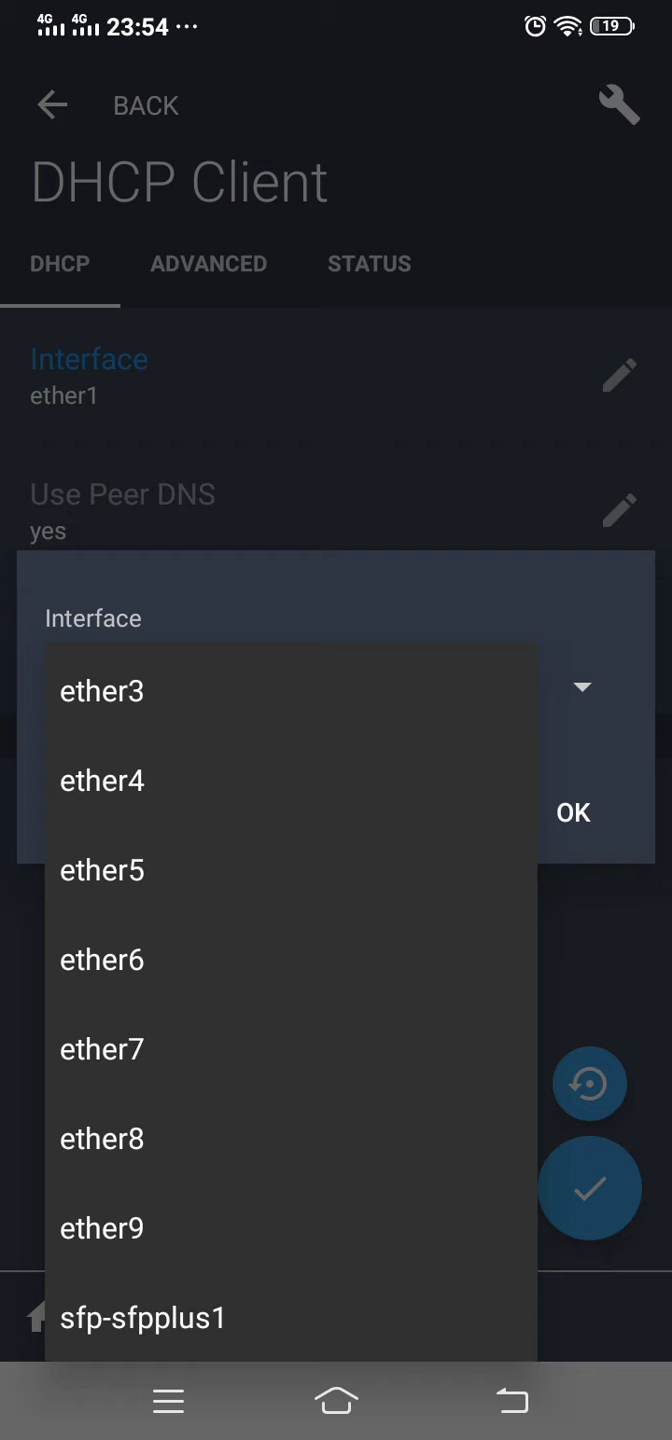 4G 4G 23:54 ··· 19
BACK
DHCP Client
DHCP ADVANCED STATUS
Interface
ether1
Use Peer DNS
yes
Interface
ether3
ether4
OK
ether5
ether6
ether7
ether8
ether9
sfp-sfpplus1